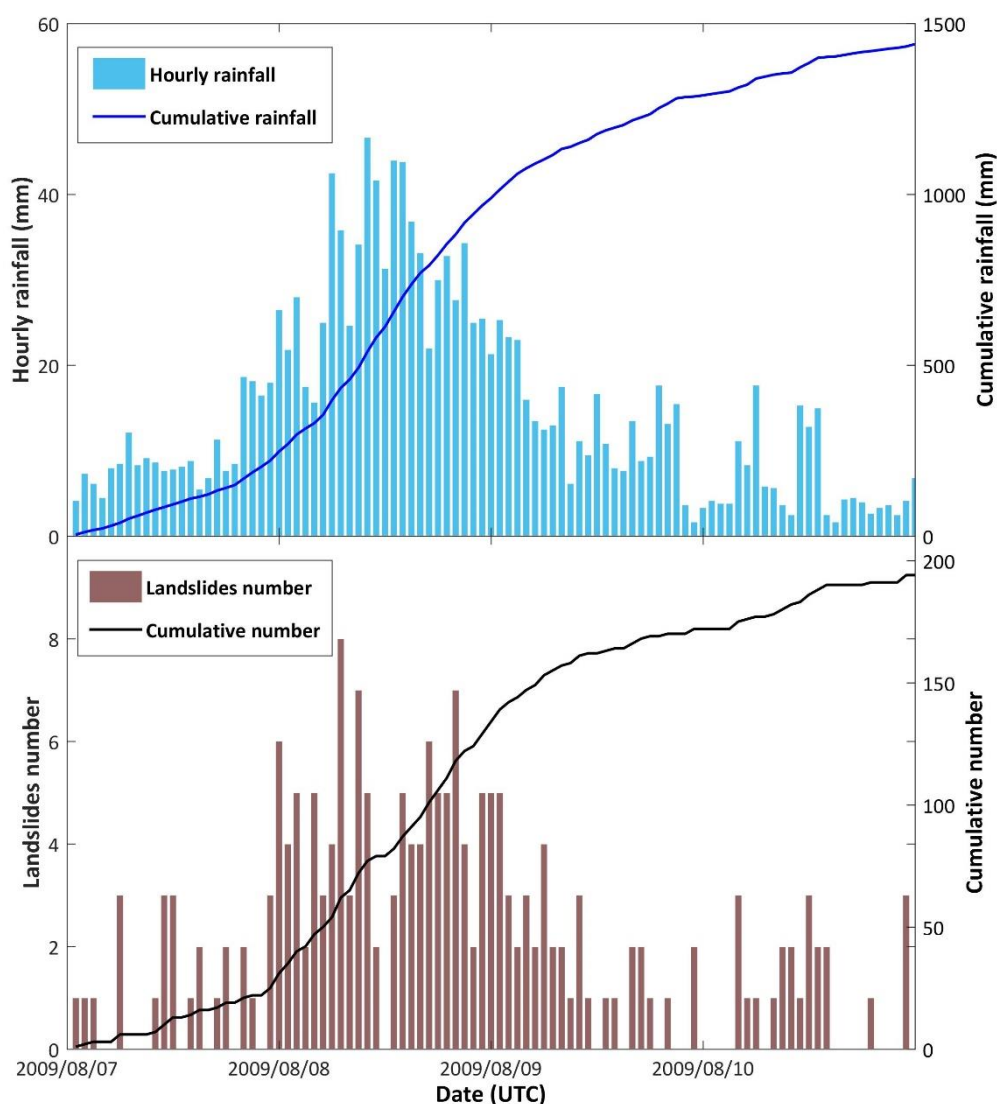 60
1500
Hourly rainfall
Cumulative rainfall
40
1000
Hourly rainfall (mm)
Cumulative rainfall (mm)
20
500
0
0
Landslides number
Cumulative number
200
8
150
6
Landslides number
Cumulative number
100
4
50
2
0
0
2009/08/07
2009/08/08
2009/08/09
2009/08/10
Date (UTC)